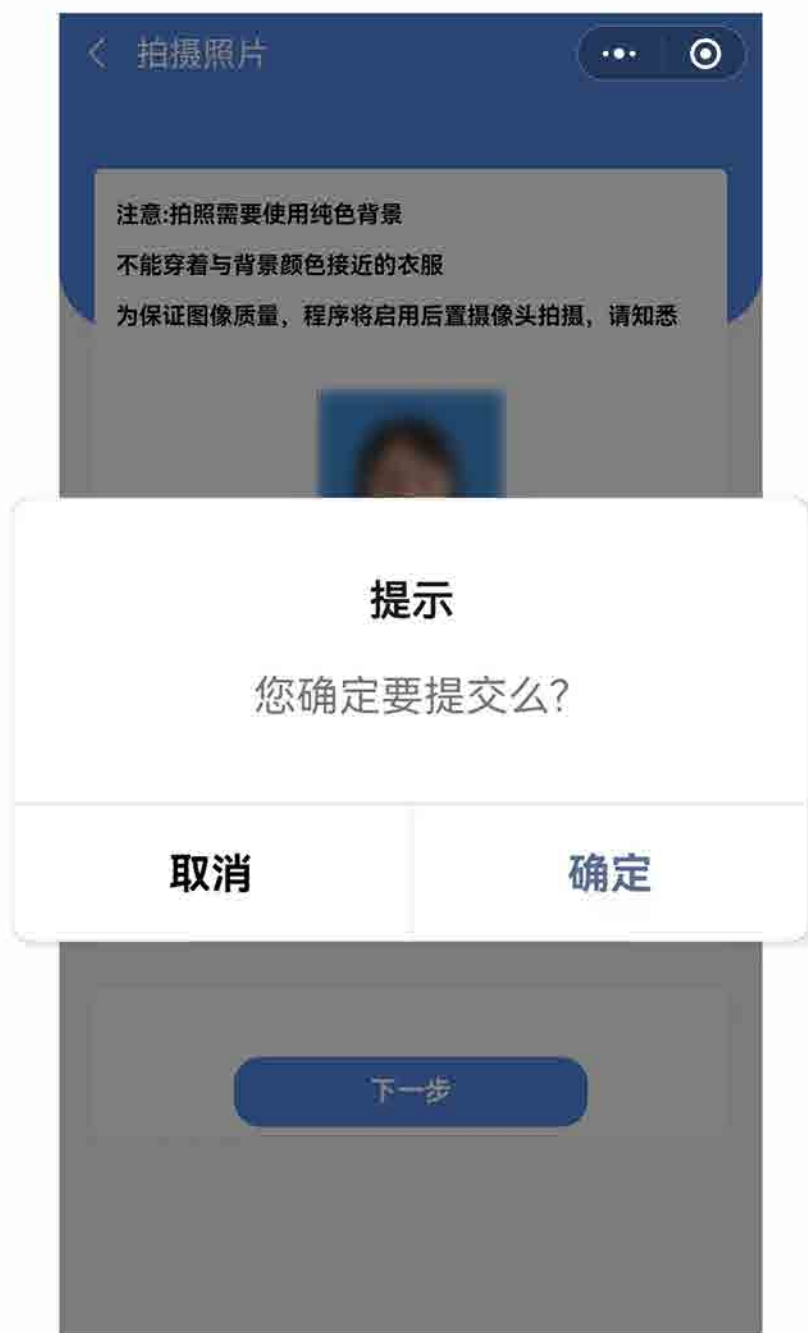 拍摄照片
注意:拍照需要使用纯色背景
不能穿着与背景颜色接近的衣服
为保证图像质量，程序将启用后置摄像头拍摄，请知悉
提示
您确定要提交么?
取消
确定
下一步